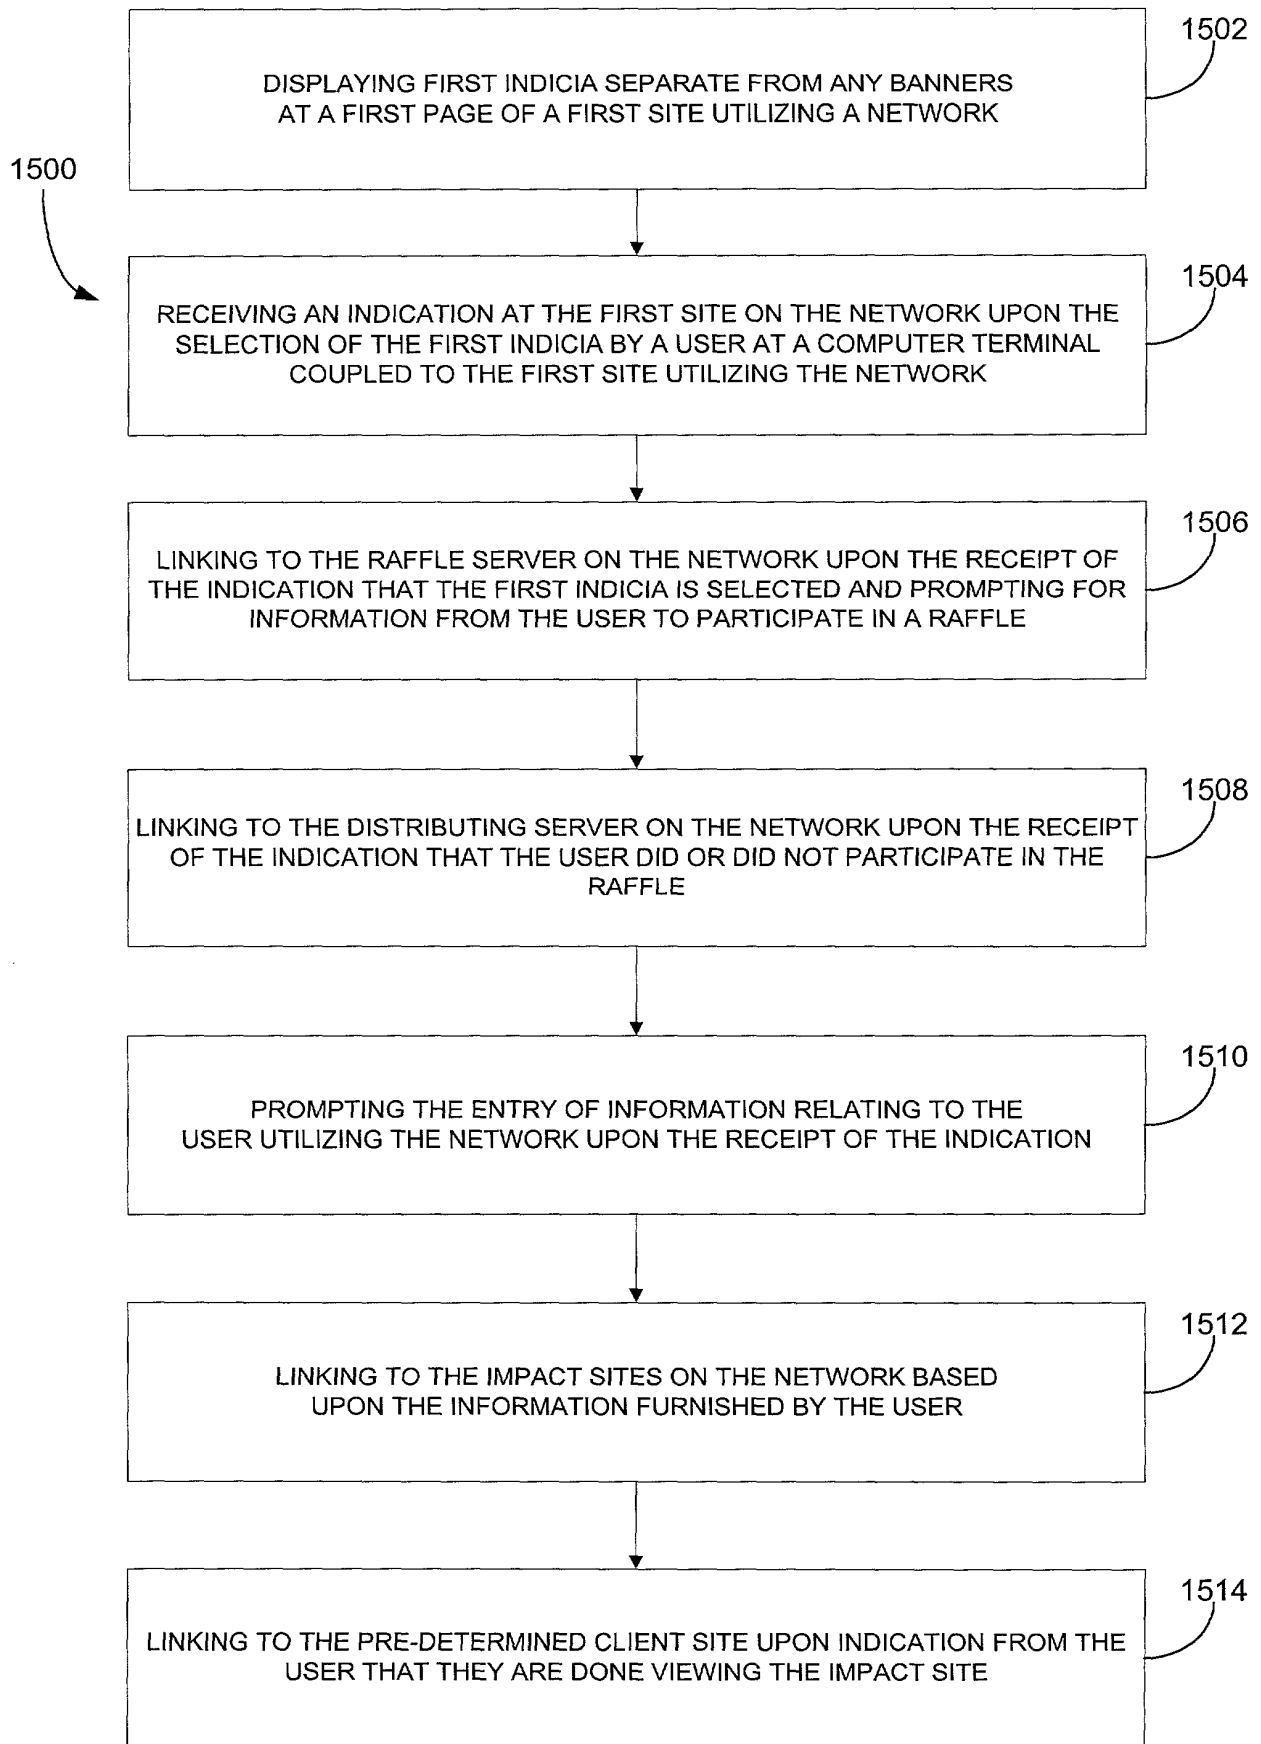 1500
1502
DISPLAYING FIRST INDICIA SEPARATE FROM ANY BANNERS
AT A FIRST PAGE OF A FIRST SITE UTILIZING A NETWORK
1504
RECEIVING AN INDICATION AT THE FIRST SITE ON THE NETWORK UPON THE
SELECTION OF THE FIRST INDICIA BY A USER AT A COMPUTER TERMINAL
COUPLED TO THE FIRST SITE UTILIZING THE NETWORK
1506
LINKING TO THE RAFFLE SERVER ON THE NETWORK UPON THE RECEIPT OF
THE INDICATION THAT THE FIRST INDICIA IS SELECTED AND PROMPTING FOR
INFORMATION FROM THE USER TO PARTICIPATE IN A RAFFLE
1508
LINKING TO THE DISTRIBUTING SERVER ON THE NETWORK UPON THE RECEIPT
OF THE INDICATION THAT THE USER DID OR DID NOT PARTICIPATE IN THE
RAFFLE
1510
PROMPTING THE ENTRY OF INFORMATION RELATING TO THE
USER UTILIZING THE NETWORK UPON THE RECEIPT OF THE INDICATION
1512
LINKING TO THE IMPACT SITES ON THE NETWORK BASED
UPON THE INFORMATION FURNISHED BY THE USER
1514
LINKING TO THE PRE-DETERMINED CLIENT SITE UPON INDICATION FROM THE
USER THAT THEY ARE DONE VIEWING THE IMPACT SITE